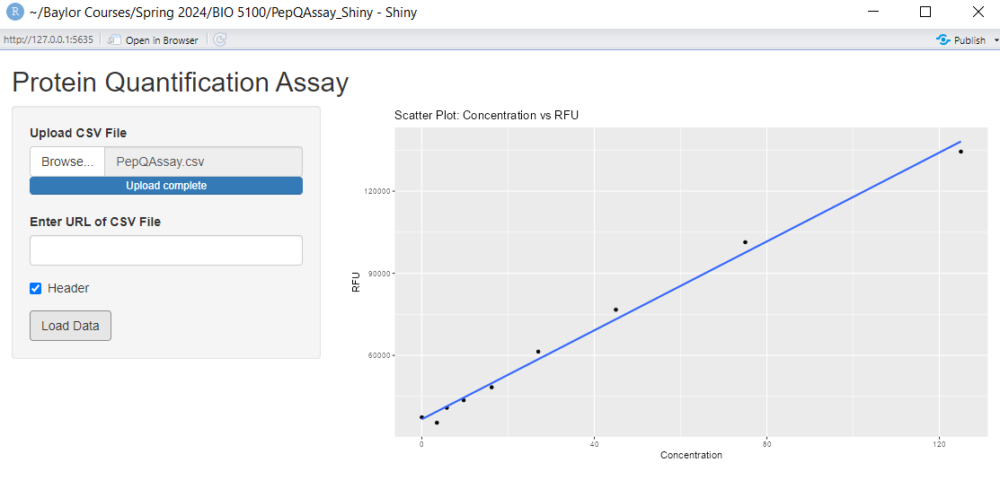 R ~/Baylor Courses/Spring 2024/BIO 5100/PepQAssay_Shiny - Shiny
http://127.0.0.1:5635 Open in Browser Publish
Protein Quantification Assay
Upload CSV File
Browse... PepQAssay.csv
Upload complete
Enter URL of CSV File
Header
Load Data
Scatter Plot: Concentration vs RFU
RFU
120000
90000
60000
0 40 80 120
Concentration